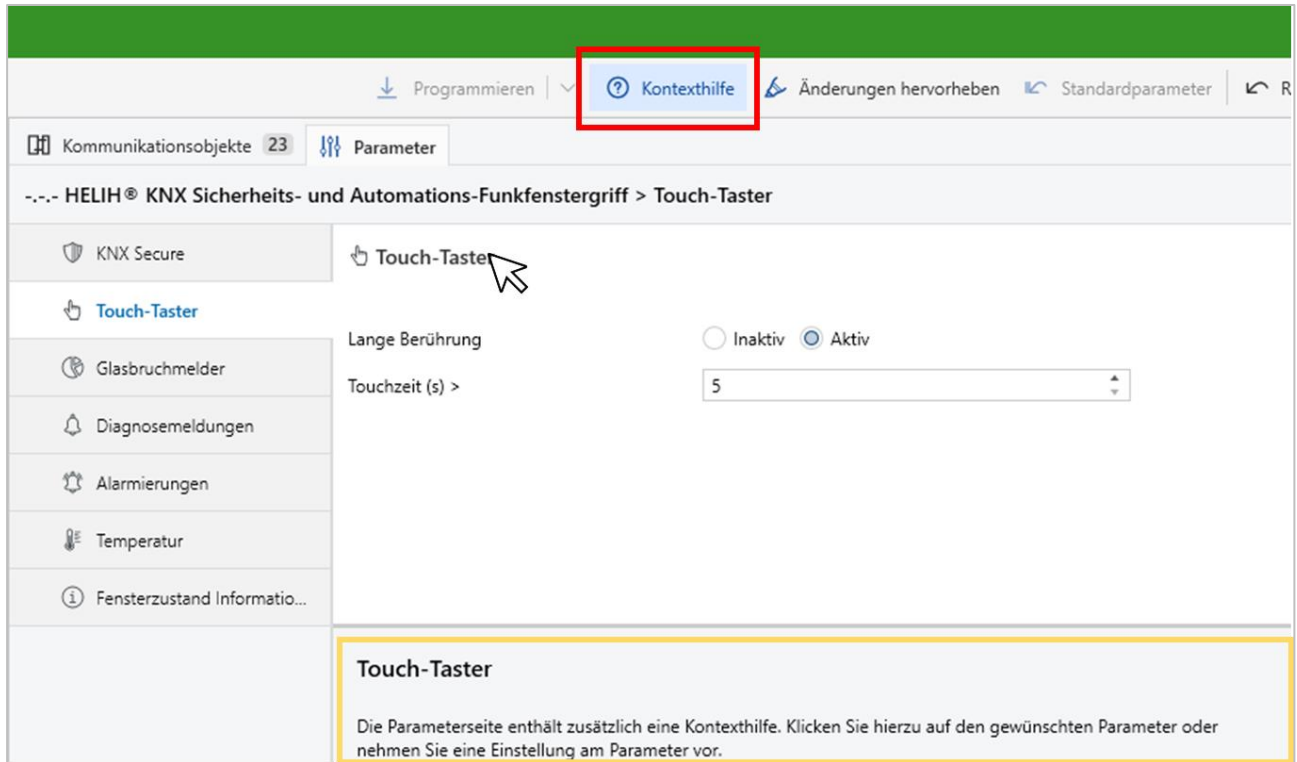 Programmieren
Kontexthilfe
Änderungen hervorheben
Standardparameter
Kommunikationsobjekte 23
Parameter
-.-.- HELIH® KNX Sicherheits- und Automations-Funkfenstergriff > Touch-Taster
KNX Secure
Touch-Taster
Glasbruchmelder
Diagnosemeldungen
Alarmierungen
Temperatur
Fensterzustand Informatio...
Touch-Taster
Lange Berührung
Inaktiv
Aktiv
Touchzeit (s) >
5
Touch-Taster
Die Parameterseite enthält zusätzlich eine Kontexthilfe. Klicken Sie hierzu auf den gewünschten Parameter oder
nehmen Sie eine Einstellung am Parameter vor.